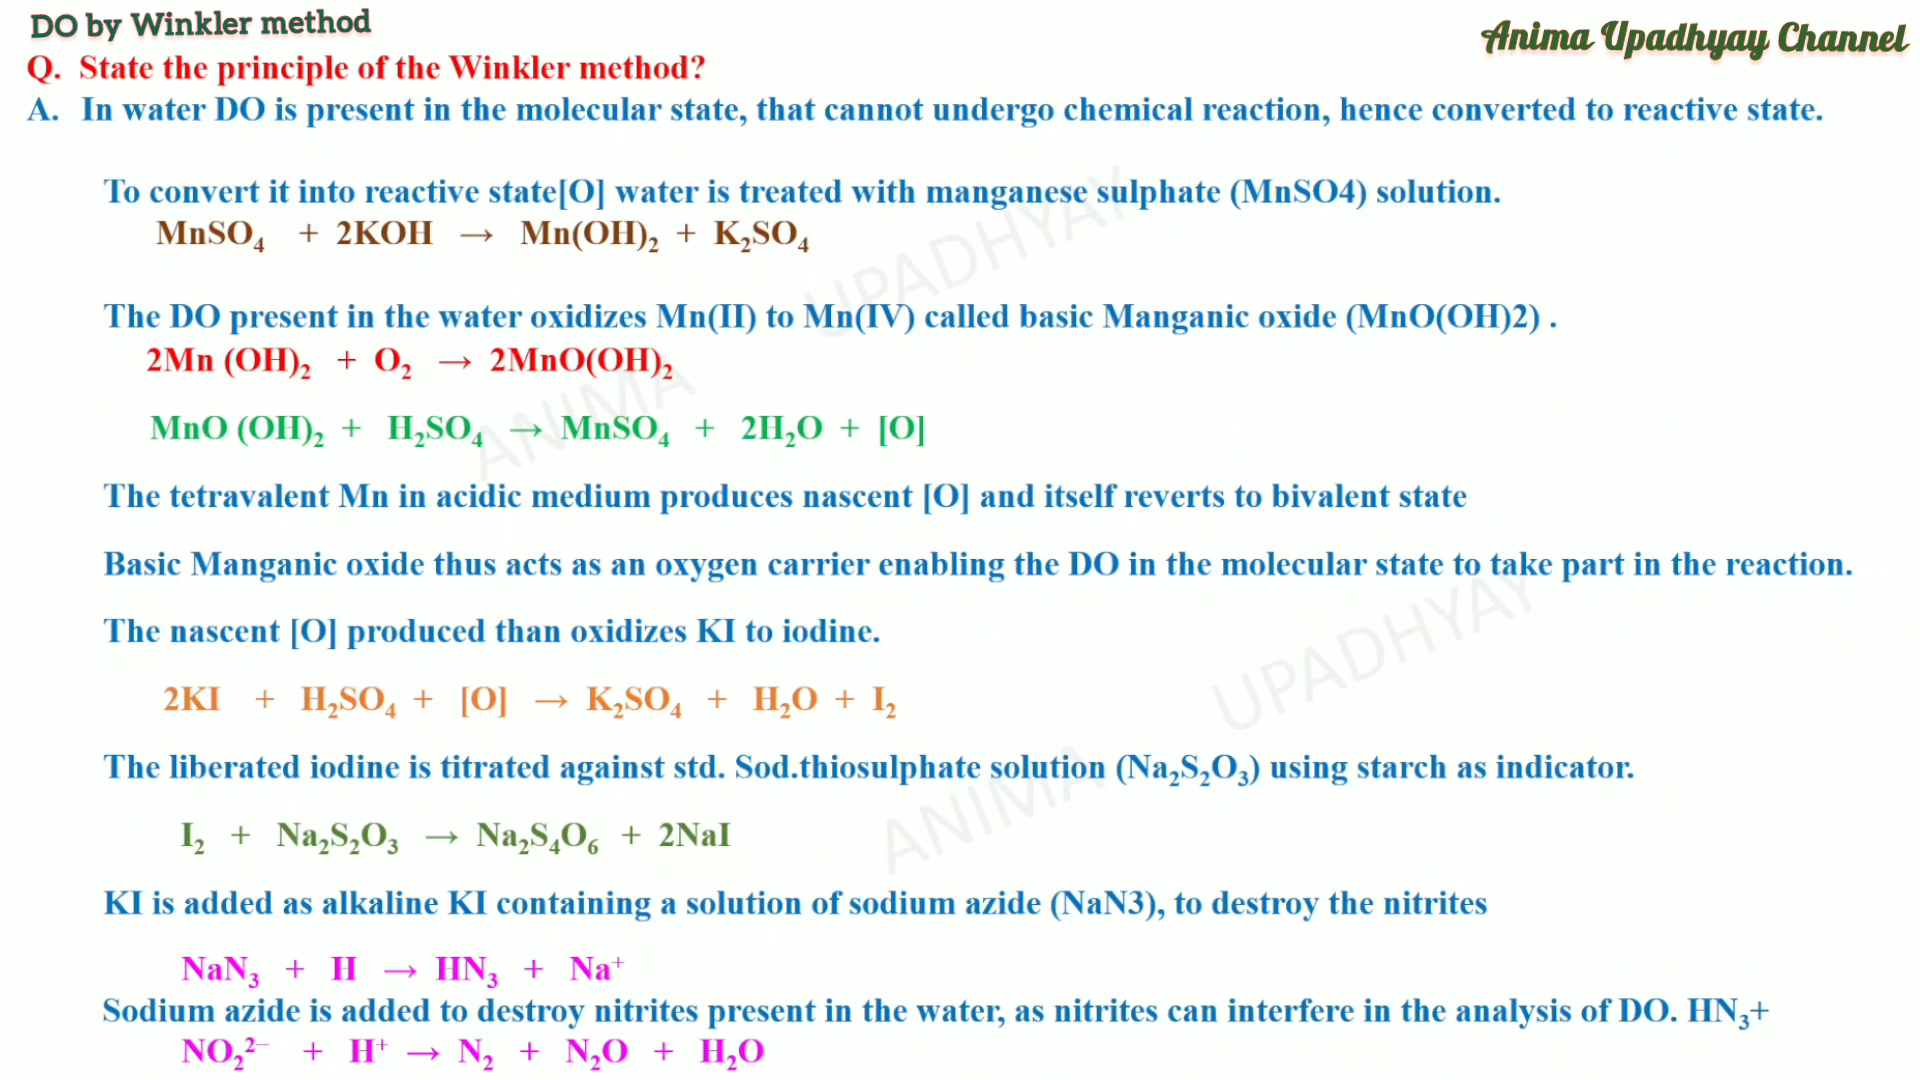 DO by Winkler method
Anima Upadhyay Channel
Q. State the principle of the Winkler method?
A. In water DO is present in the molecular state, that cannot undergo chemical reaction, hence converted to reactive state.
To convert it into reactive state[O] water is treated with manganese sulphate (MnSO4) solution.
MnSO₄ + 2KOH → Mn(OH)₂ + K₂SO₄
The DO present in the water oxidizes Mn(II) to Mn(IV) called basic Manganic oxide (MnO(OH)2) .
2Mn (OH)₂ + O₂ → 2MnO(OH)₂
MnO (OH)₂ + H₂SO₄ → MnSO₄ + 2H₂O + [O]
The tetravalent Mn in acidic medium produces nascent [O] and itself reverts to bivalent state
Basic Manganic oxide thus acts as an oxygen carrier enabling the DO in the molecular state to take part in the reaction.
The nascent [O] produced than oxidizes KI to iodine.
2KI + H₂SO₄ + [O] → K₂SO₄ + H₂O + I₂
The liberated iodine is titrated against std. Sod.thiosulphate solution (Na₂S₂O₃) using starch as indicator.
I₂ + Na₂S₂O₃ → Na₂S₄O₆ + 2NaI
KI is added as alkaline KI containing a solution of sodium azide (NaN3), to destroy the nitrites
NaN₃ + H → HN₃ + Na⁺
Sodium azide is added to destroy nitrites present in the water, as nitrites can interfere in the analysis of DO. HN₃+
NO₂²⁻ + H⁺ → N₂ + N₂O + H₂O
ANIMA UPADHYAY
ANIMA UPADHYAY